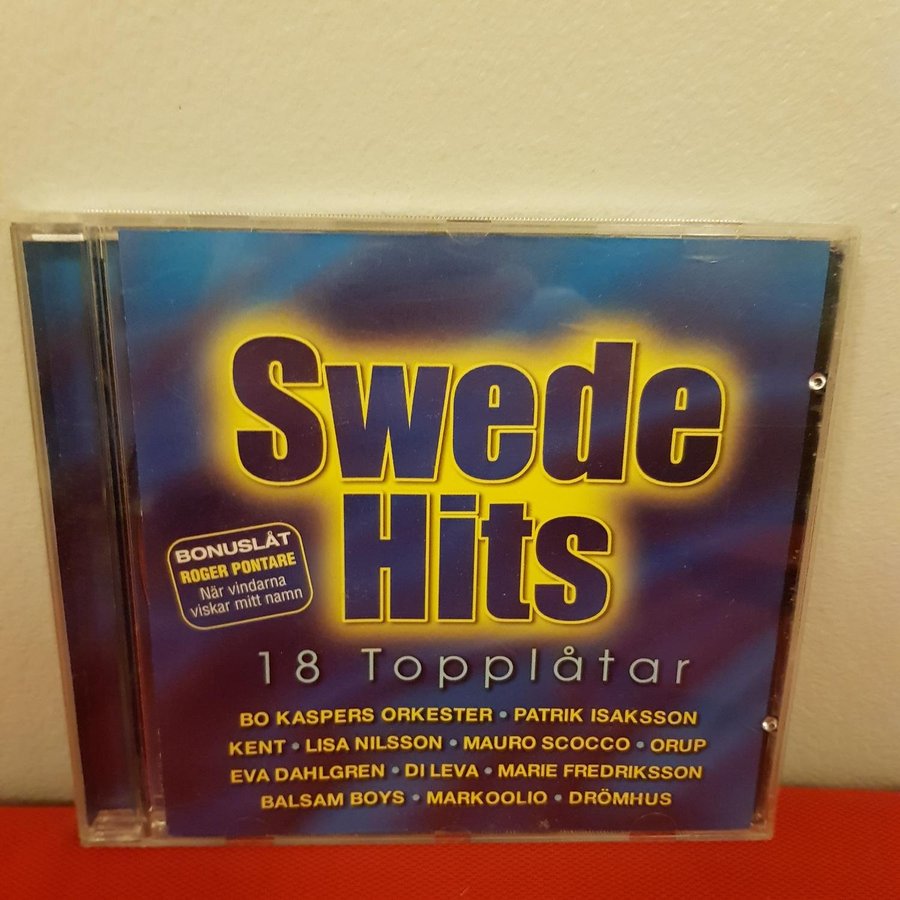 Swede
Hits
BONUSLÅT
ROGER PONTARE
När vindarna
viskar mitt namn
18 Topplåtar
BO KASPERS ORKESTER • PATRIK ISAKSSON
KENT • LISA NILSSON • MAURO SCOCCO • ORUP
EVA DAHLGREN • DI LEVA • MARIE FREDRIKSSON
BALSAM BOYS • MARKOOLIO • DRÖMHUS